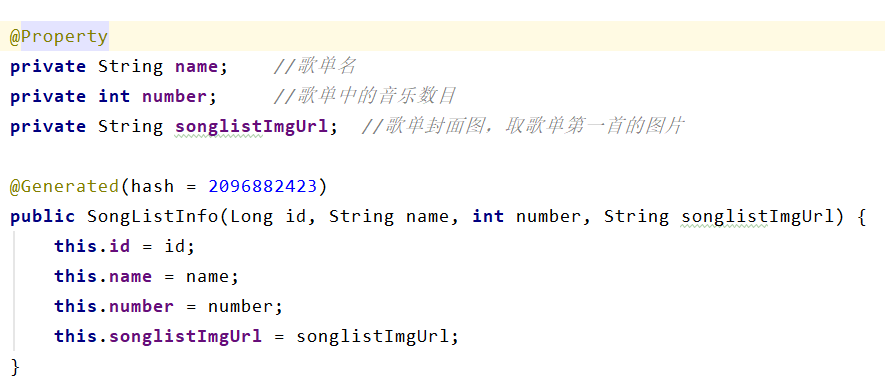 @Property
private String name;    //歌单名
private int number;     //歌单中的音乐数目
private String songlistImgUrl;  //歌单封面图，取歌单第一首的图片
@Generated(hash = 2096882423)
public SongListInfo(Long id, String name, int number, String songlistImgUrl) {
    this.id = id;
    this.name = name;
    this.number = number;
    this.songlistImgUrl = songlistImgUrl;
}